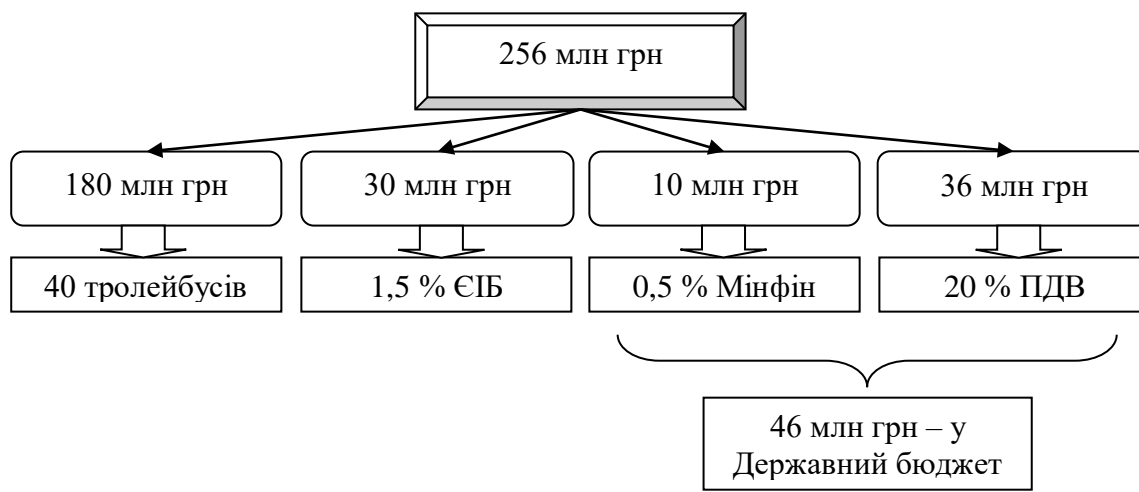 256 млн грн
180 млн грн
30 млн грн
10 млн грн
36 млн грн
40 тролейбусів
1,5 % ЄІБ
0,5 % Мінфін
20 % ПДВ
46 млн грн – у
Державний бюджет